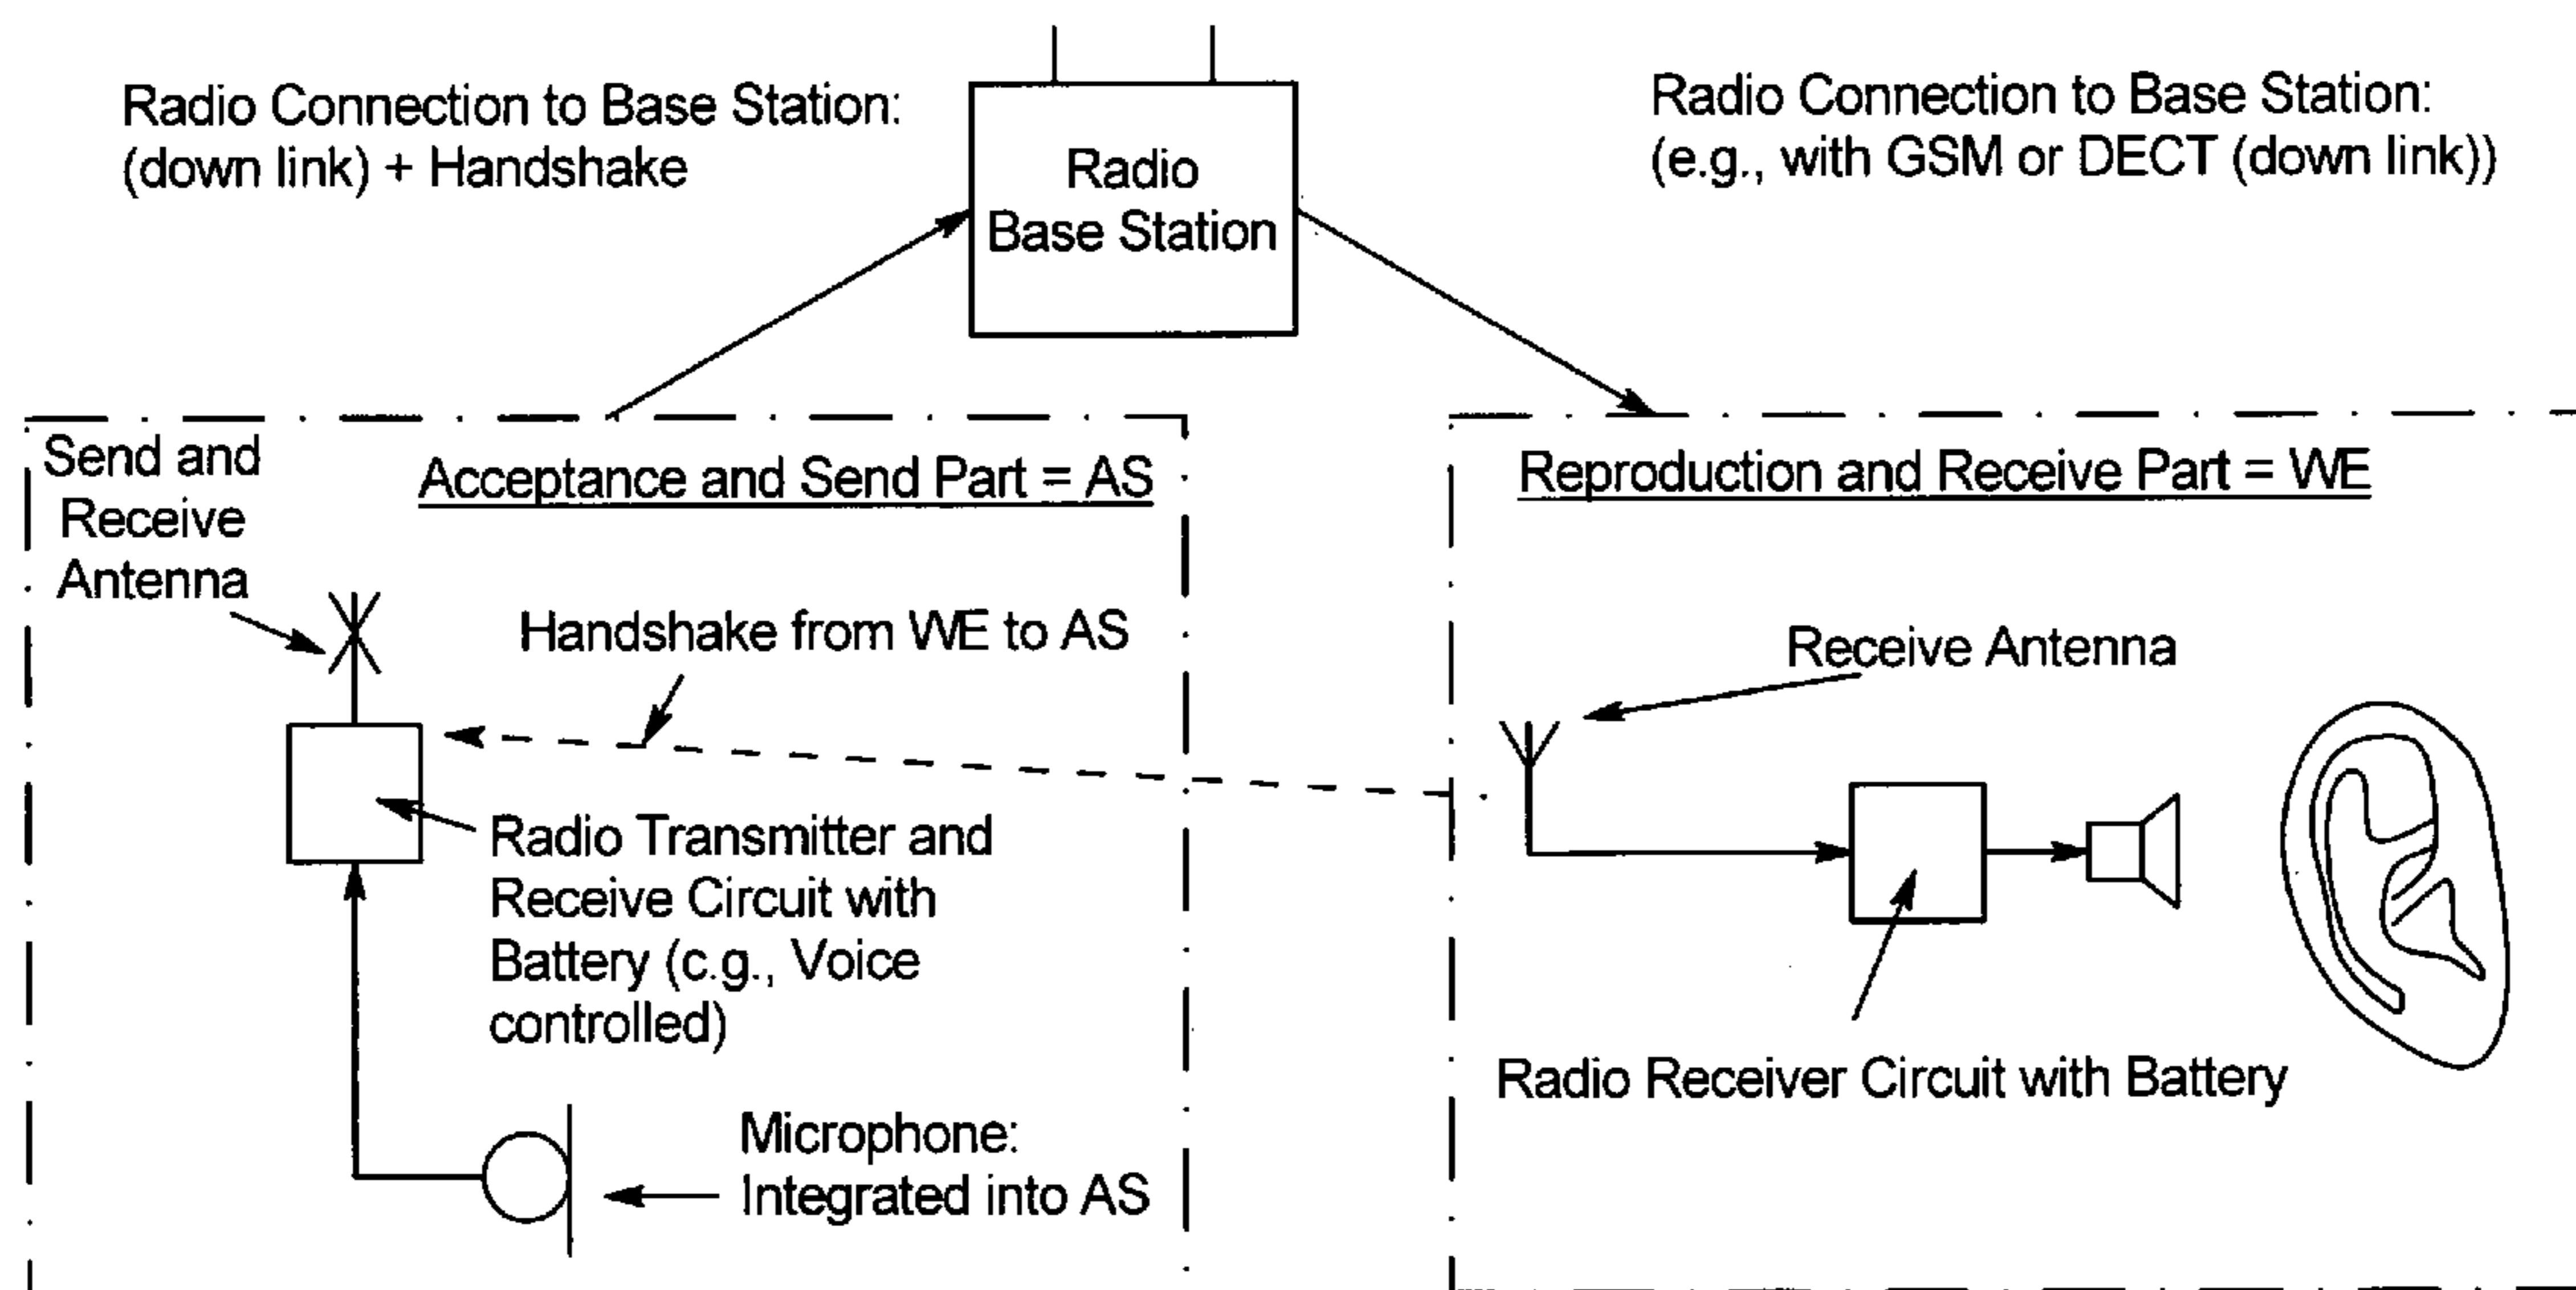 Radio Connection to Base Station:
(down link) + Handshake
Radio
Base Station
Radio Connection to Base Station:
(e.g., with GSM or DECT (down link))
Send and
Receive
Antenna
Acceptance and Send Part = AS
Handshake from WE to AS
Radio Transmitter and
Receive Circuit with
Battery (c.g., Voice
controlled)
Microphone:
Integrated into AS
Reproduction and Receive Part = WE
Receive Antenna
Radio Receiver Circuit with Battery